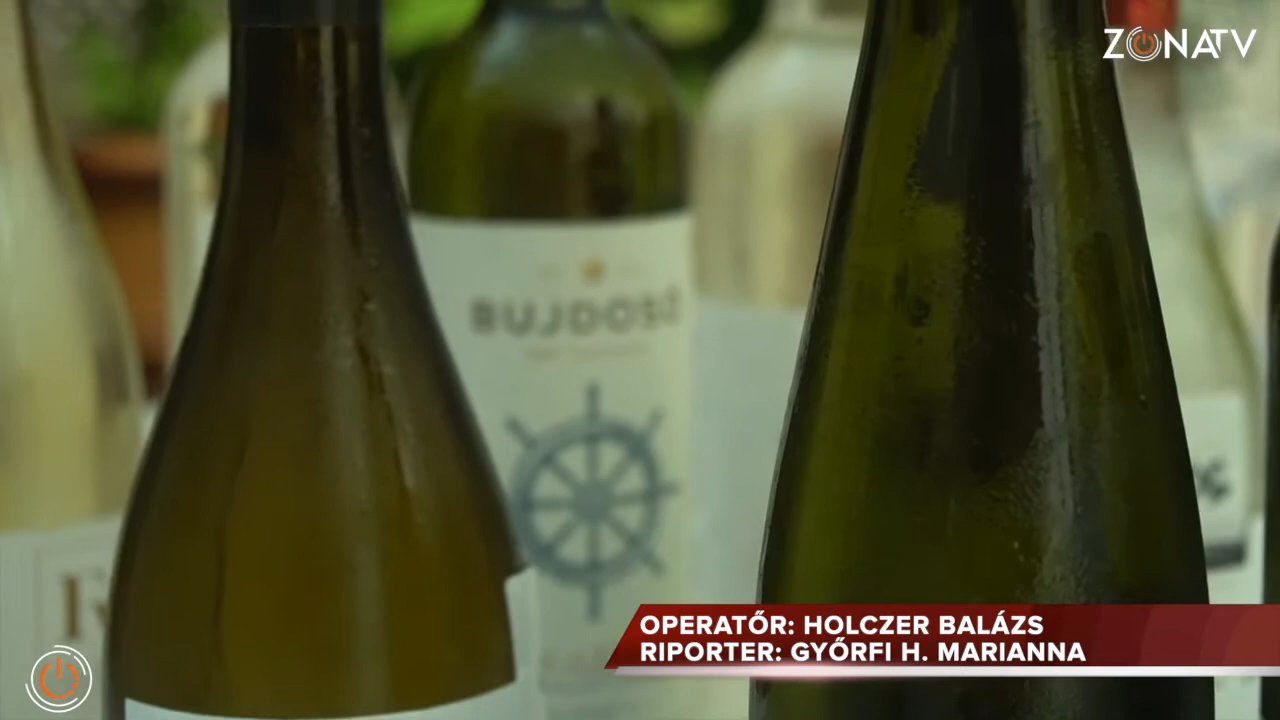 ZONATV
BUJDOSÓ
OPERATŐR: HOLCZER BALÁZS
RIPORTER: GYŐRFI H. MARIANNA